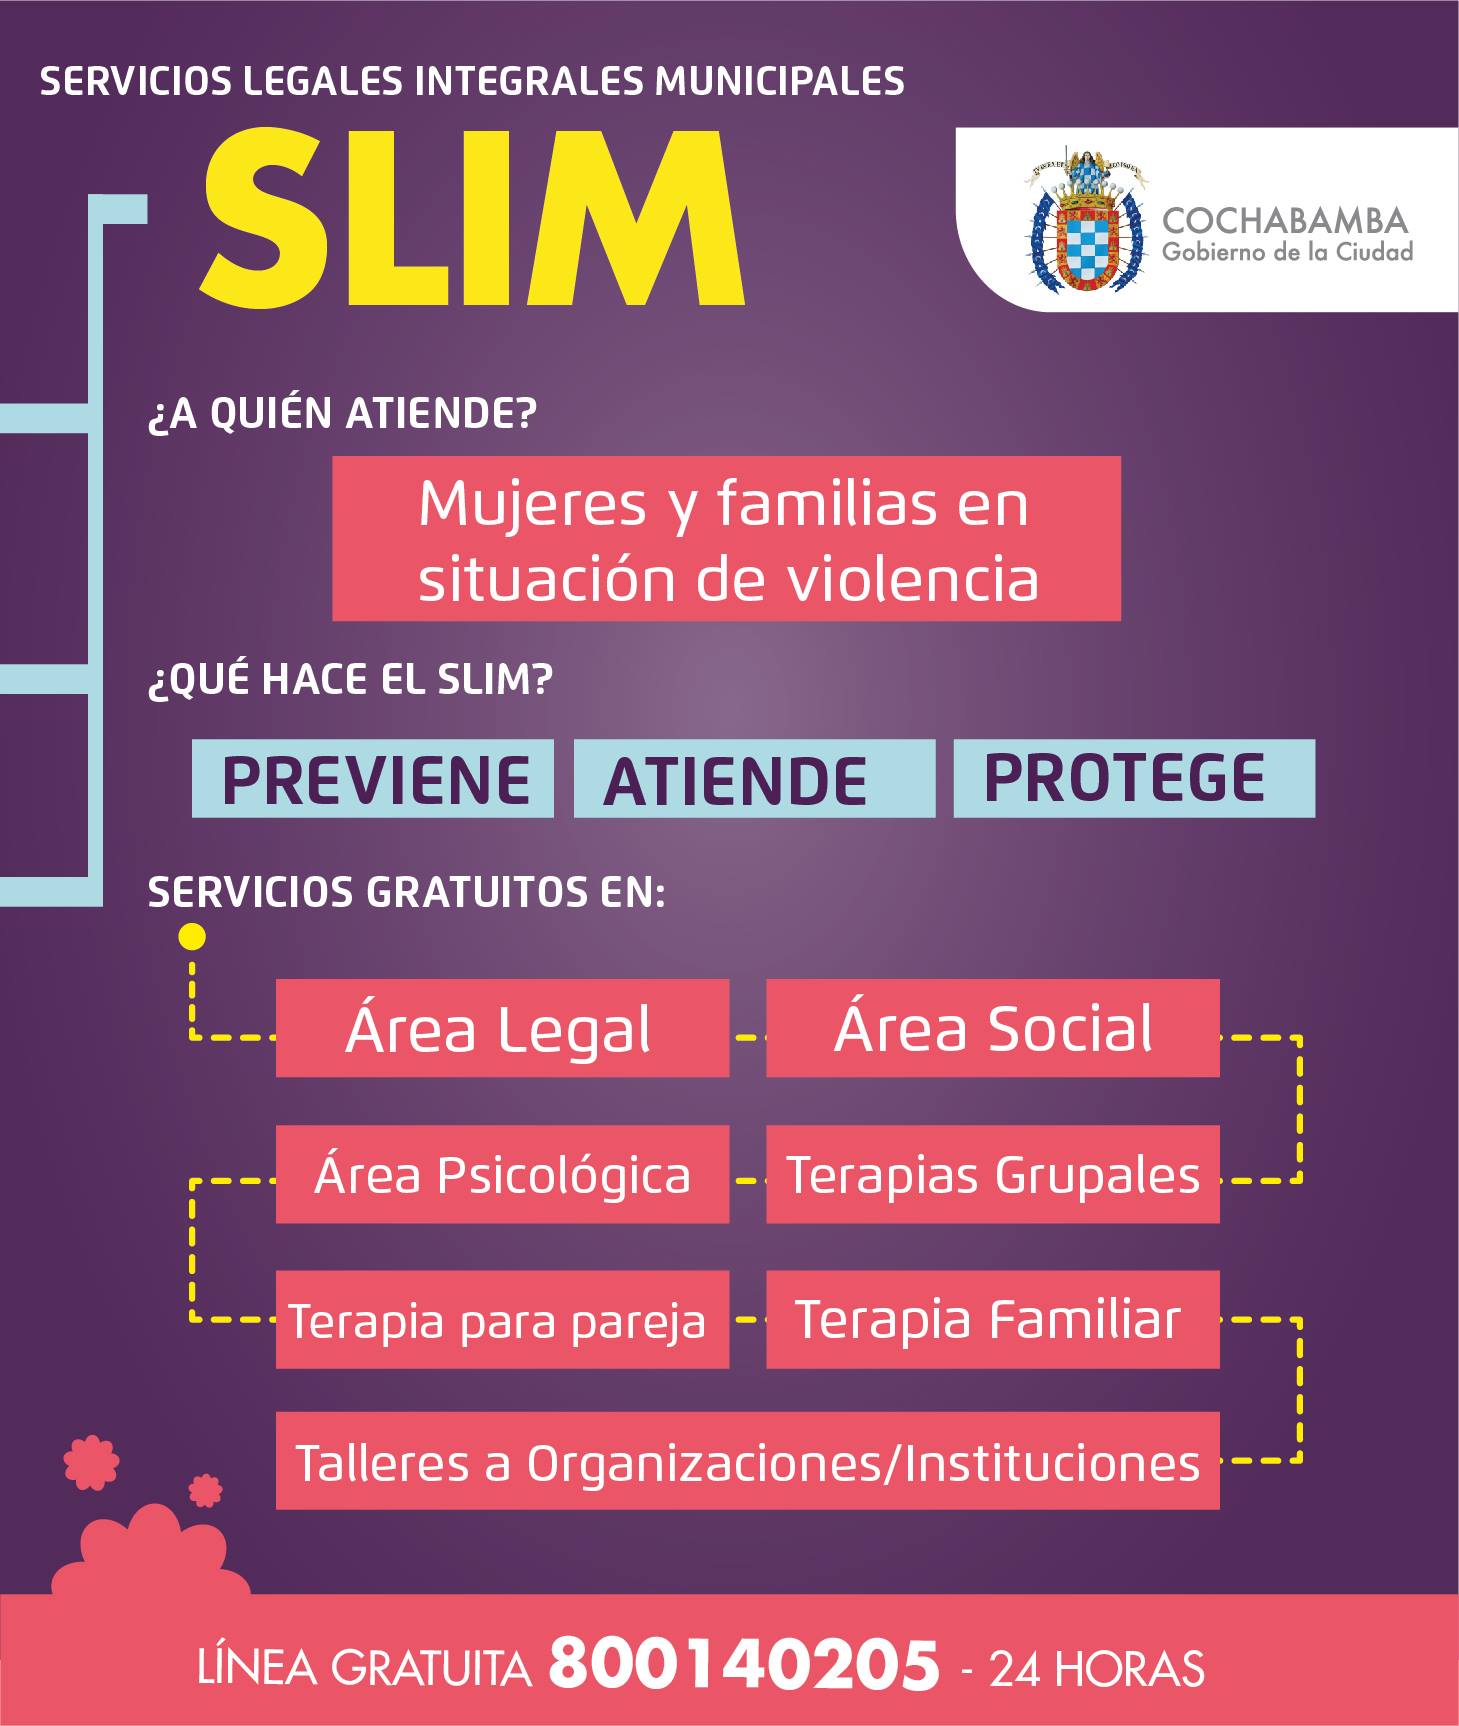 SERVICIOS LEGALES INTEGRALES MUNICIPALES
SLIM
COCHABAMBA
Gobierno de la Ciudad
¿A QUIÉN ATIENDE?
Mujeres y familias en
situación de violencia
¿QUÉ HACE EL SLIM?
PREVIENE ATIENDE PROTEGE
SERVICIOS GRATUITOS EN:
Área Legal Área Social
Área Psicológica Terapias Grupales
Terapia para pareja Terapia Familiar
Talleres a Organizaciones/Instituciones
LÍNEA GRATUITA 800140205 - 24 HORAS